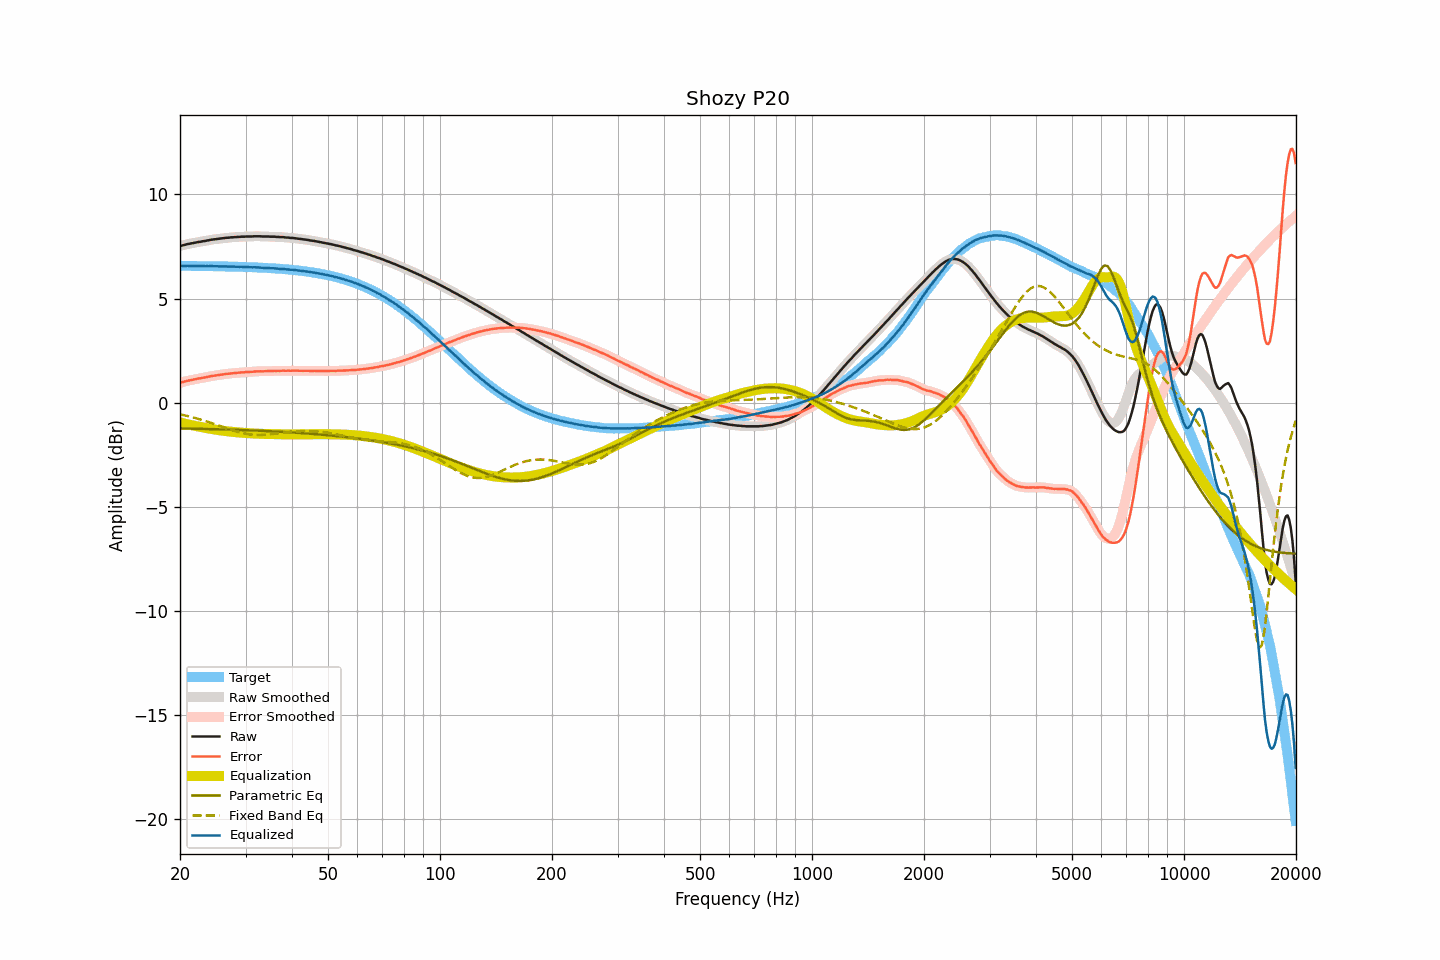 Shozy P20
Amplitude (dBr)
10
5
0
−5
−10
−15
−20
Target
Raw Smoothed
Error Smoothed
Raw
Error
Equalization
Parametric Eq
Fixed Band Eq
Equalized
20 50 100 200 500 1000 2000 5000 10000 20000
Frequency (Hz)